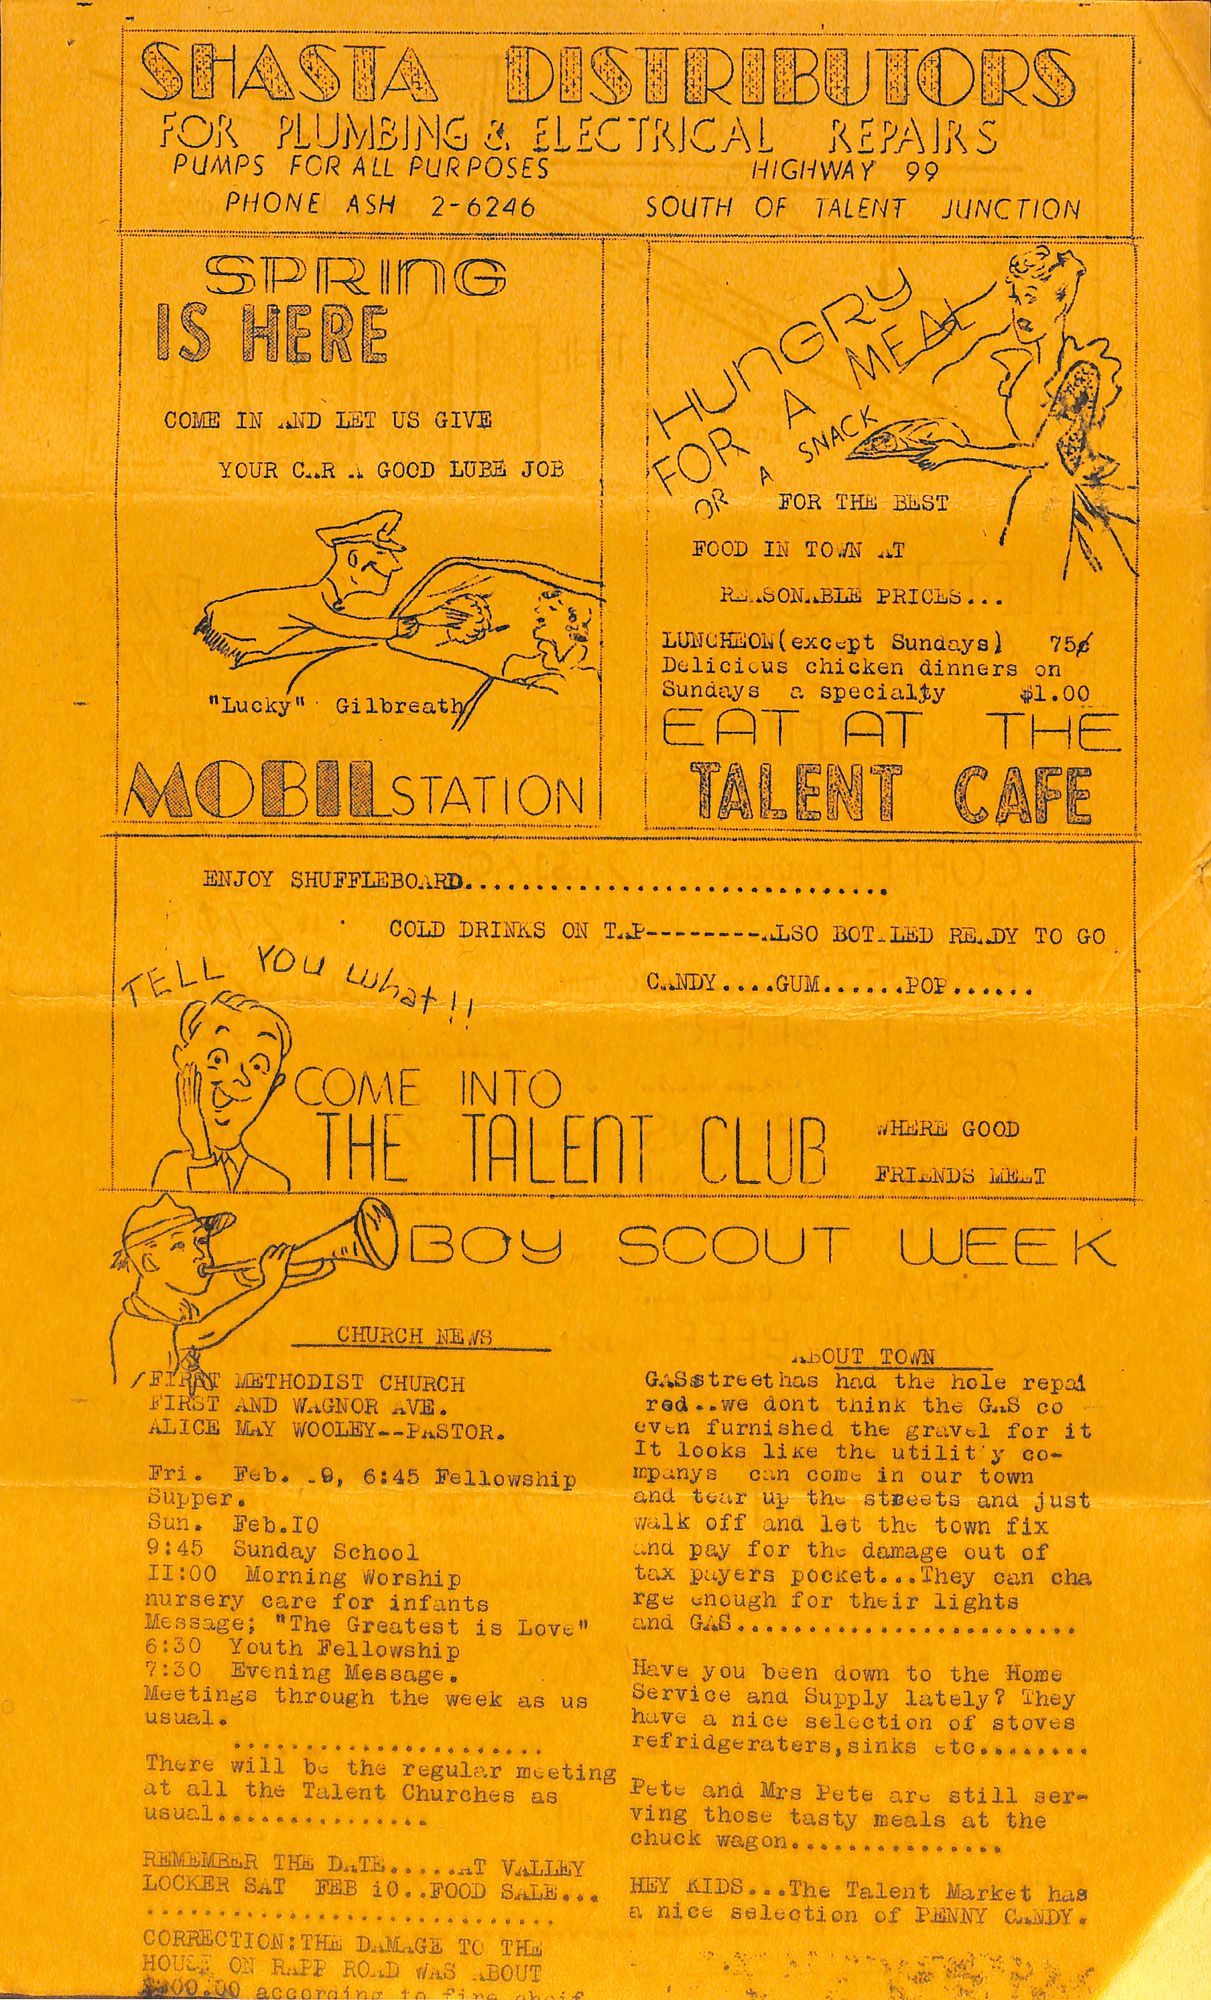 SHASTA DISTRIBUTORS
FOR PLUMBING & ELECTRICAL REPAIRS
PUMPS FOR ALL PURPOSES HIGHWAY 99
PHONE ASH 2-6246 SOUTH OF TALENT JUNCTION
SPRING
IS HERE
COME IN AND LET US GIVE
YOUR CAR A GOOD LUBE JOB
"Lucky" Gilbreath
MOBIL STATION
HUNGRY
FOR A MEAL
OR A SNACK
FOR THE BEST
FOOD IN TOWN AT
REASONABLE PRICES...
LUNCHEON(except Sundays) 75¢
Delicious chicken dinners on
Sundays a specialty $1.00
EAT AT THE
TALENT CAFE
ENJOY SHUFFLEBOARD..............................
COLD DRINKS ON TAP--------ALSO BOTTLED READY TO GO
CANDY....GUM......POP......
TELL YOU what!!
COME INTO
THE TALENT CLUB
WHERE GOOD
FRIENDS MEET
BOY SCOUT WEEK
CHURCH NEWS
FIRST METHODIST CHURCH
FIRST AND WAGNOR AVE.
ALICE MAY WOOLEY--PASTOR.
Fri. Feb. 8, 6:45 Fellowship
Supper.
Sun. Feb.IO
9:45 Sunday School
II:00 Morning Worship
nursery care for infants
Message; "The Greatest is Love"
6:30 Youth Fellowship
7:30 Evening Message.
Meetings through the week as us
usual.
......................
There will be the regular meeting
at all the Talent Churches as
usual...............
REMEMBER THE DATE......AT VALLEY
LOCKER SAT FEB i0..FOOD SALE...
.............................
CORRECTION:THE DAMAGE TO THE
HOUSE ON RAPP ROAD WAS ABOUT
according to fire
ABOUT TOWN
GASstreethas had the hole repai
red..we dont think the GAS co
even furnished the gravel for it
It looks like the utilit'y co-
mpanys can come in our town
and tear up the streets and just
walk off and let the town fix
and pay for the damage out of
tax payers pocket...They can cha
rge enough for their lights
and GAS........................
Have you been down to the Home
Service and Supply lately? They
have a nice selection of stoves
refridgeraters,sinks etc........
Pete and Mrs Pete are still ser-
ving those tasty meals at the
chuck wagon...............
HEY KIDS...The Talent Market has
a nice selection of PENNY CANDY.